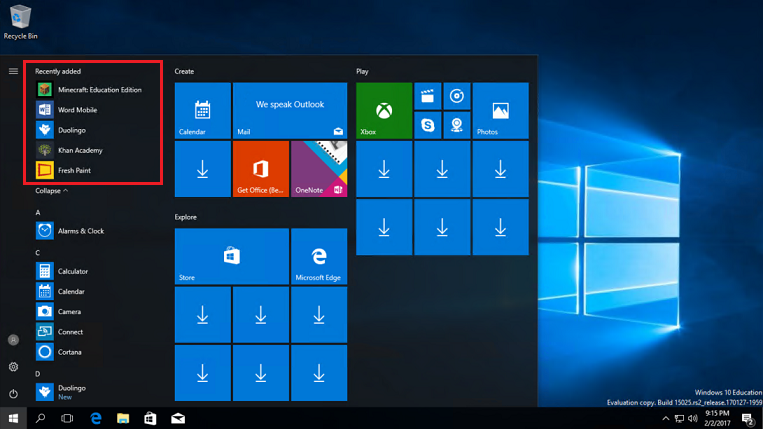 Recycle Bin
Recently added
Minecraft: Education Edition
Word Mobile
Duolingo
Khan Academy
Fresh Paint
Collapse
A
Alarms & Clock
C
Calculator
Calendar
Camera
Connect
Cortana
D
Duolingo
New
Create
Calendar
We speak Outlook
Mail
Get Office (Be...
OneNote
Explore
Store
Microsoft Edge
Play
Xbox
Photos
Windows 10 Education
Evaluation copy. Build 15025.rs2_release.170127-1959
9:15 PM
2/2/2017
2